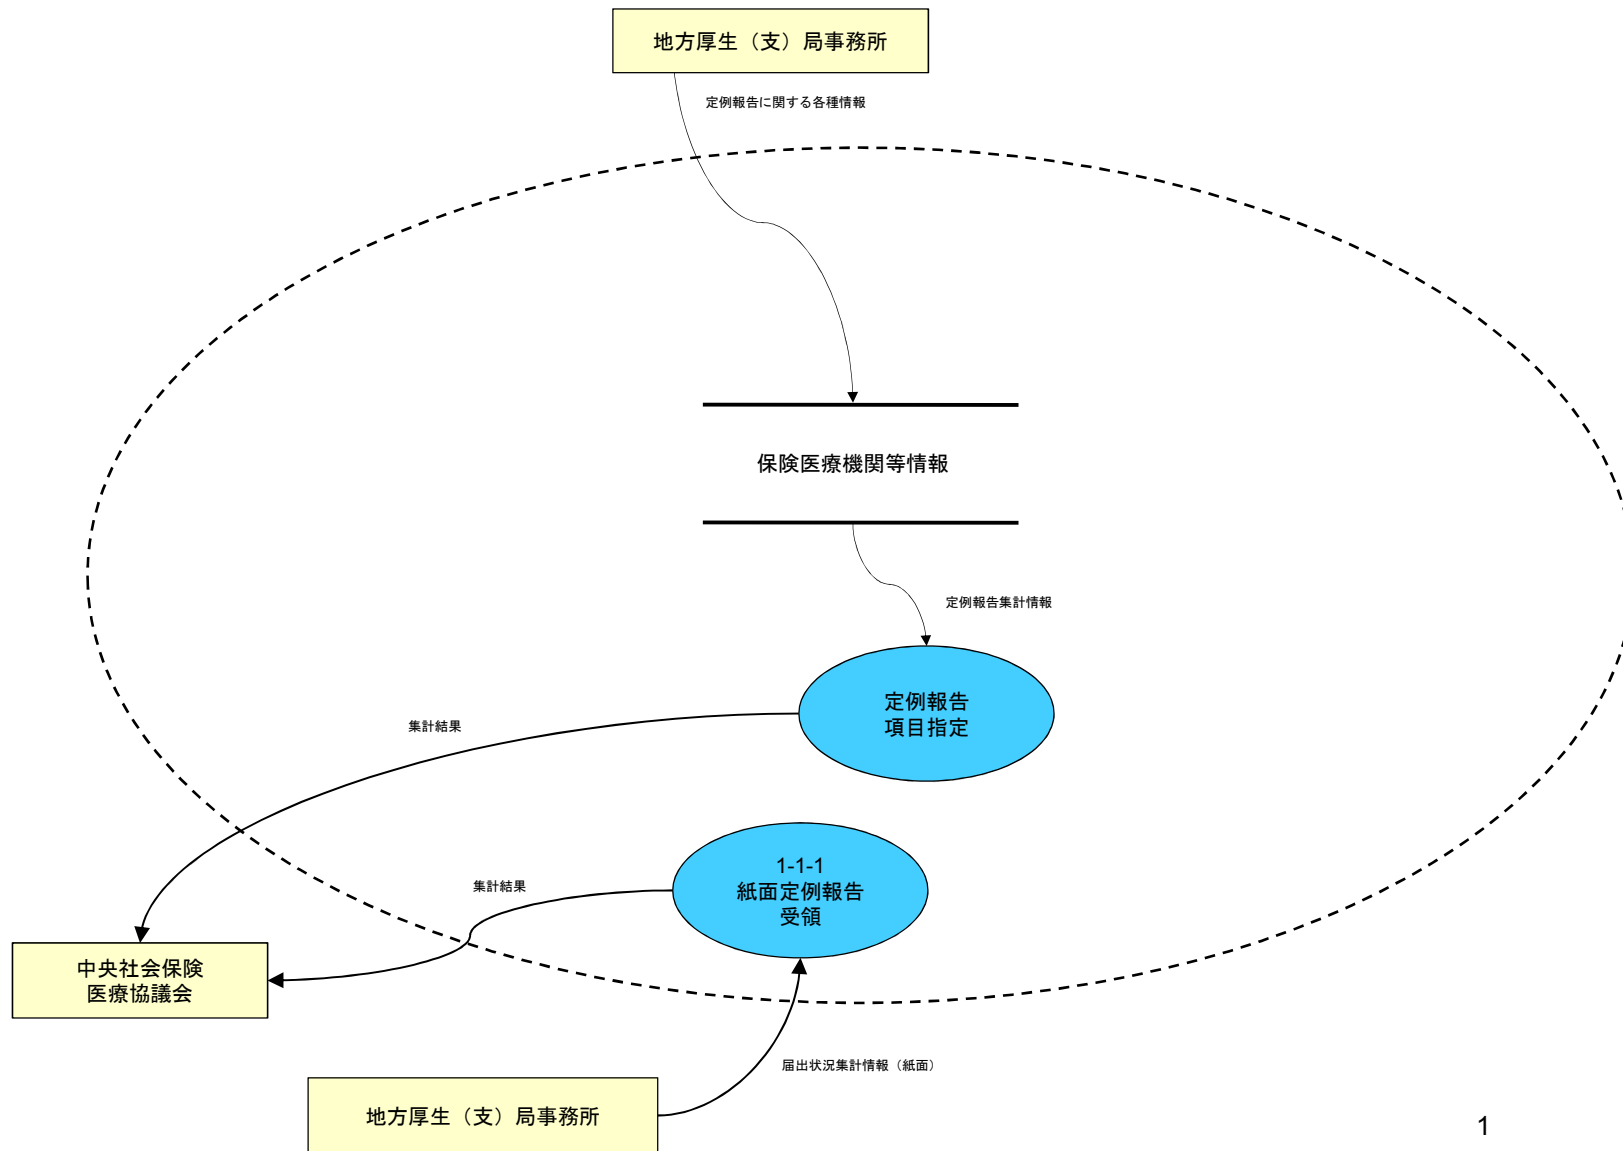 地方厚生（支）局事務所
定例報告に関する各種情報
保険医療機関等情報
定例報告集計情報
定例報告
項目指定
集計結果
1-1-1
紙面定例報告
受領
集計結果
中央社会保険
医療協議会
届出状況集計情報（紙面）
地方厚生（支）局事務所
1